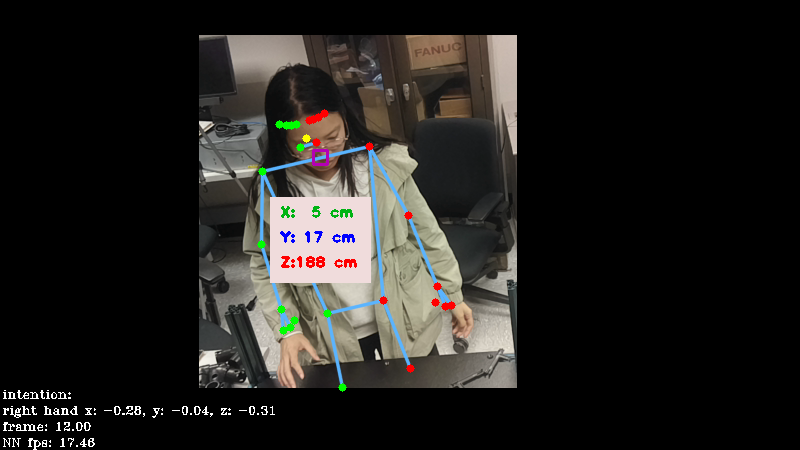 FANUC
X: 5 cm
Y: 17 cm
Z:188 cm
intention:
right hand x: -0.28, y: -0.04, z: -0.31
frame: 12.00
NN fps: 17.46